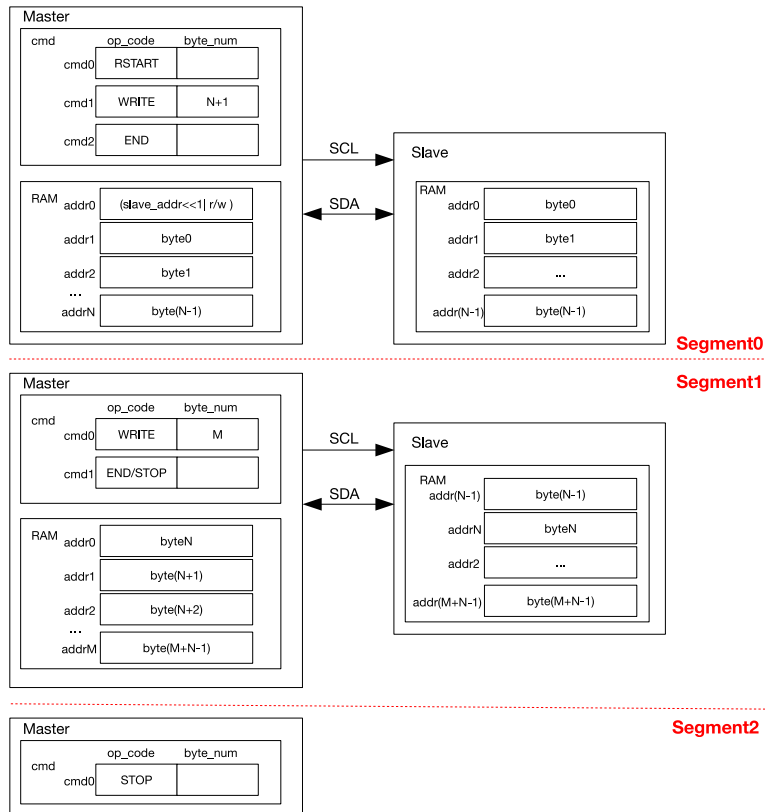 Master
cmd
op_code byte_num
cmd0 RSTART
cmd1 WRITE N+1
cmd2 END
RAM
addr0 (slave_addr<<1| r/w )
addr1 byte0
addr2 byte1
...
addrN byte(N-1)
SCL
SDA
Slave
RAM
addr0 byte0
addr1 byte1
addr2 ...
addr(N-1) byte(N-1)
Segment0
Segment1
Master
cmd
op_code byte_num
cmd0 WRITE M
cmd1 END/STOP
RAM
addr0 byteN
addr1 byte(N+1)
addr2 byte(N+2)
...
addrM byte(M+N-1)
SCL
SDA
Slave
RAM
addr(N-1) byte(N-1)
addrN byteN
addr2 ...
addr(M+N-1) byte(M+N-1)
Segment2
Master
cmd
op_code byte_num
cmd0 STOP